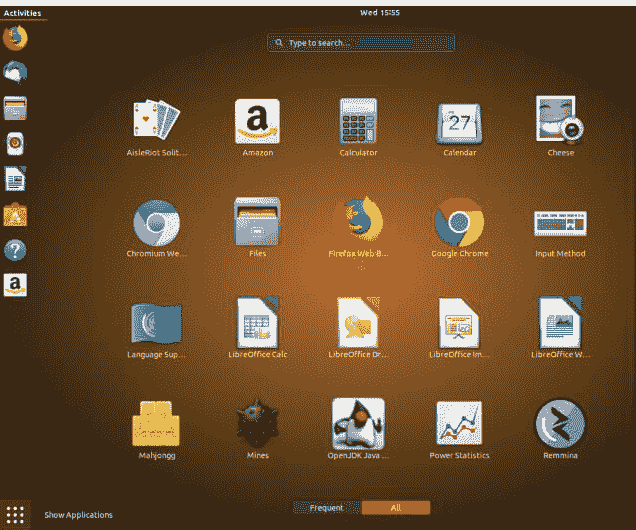 Activities
Wed 15:55
Type to search...
AisleRiot Solit...
Amazon
Calculator
Calendar
Cheese
Chromium We...
Files
Firefox Web B...
Google Chrome
Input Method
Language Sup...
LibreOffice Calc
LibreOffice Dr...
LibreOffice Im...
LibreOffice W...
Mahjongg
Mines
OpenJDK Java ...
Power Statistics
Remmina
Frequent
All
Show Applications